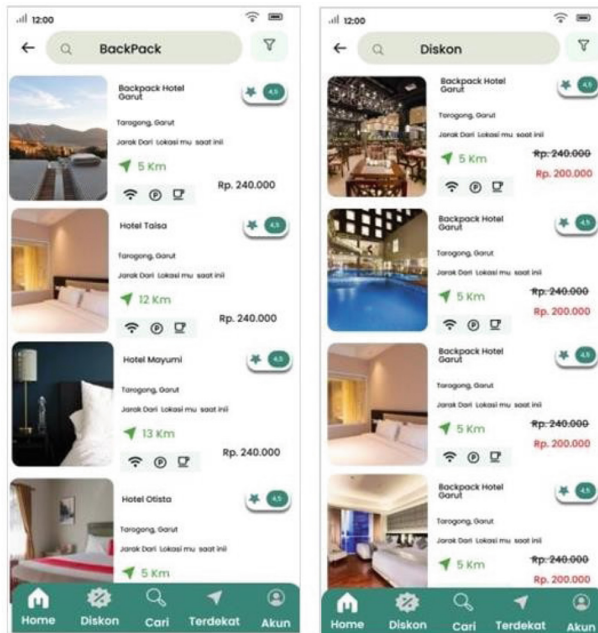 12:00
BackPack
Backpack Hotel
Garut
4,5
Tarogong, Garut
Jarak Dari Lokasi mu saat inii
5 Km
Rp. 240.000
Hotel Taisa
4,5
Tarogong, Garut
Jarak Dari Lokasi mu saat inii
12 Km
Rp. 240.000
Hotel Mayumi
4,5
Tarogong, Garut
Jarak Dari Lokasi mu saat inii
13 Km
Rp. 240.000
Hotel Otista
4,5
Tarogong, Garut
Jarak Dari Lokasi mu saat inii
5 Km
Home Diskon Cari Terdekat Akun
12:00
Diskon
Backpack Hotel
Garut
4,5
Tarogong, Garut
Jarak Dari Lokasi mu saat inii
5 Km
Rp. 240.000
Rp. 200.000
Backpack Hotel
Garut
4,5
Tarogong, Garut
Jarak Dari Lokasi mu saat inii
5 Km
Rp. 240.000
Rp. 200.000
Backpack Hotel
Garut
4,5
Tarogong, Garut
Jarak Dari Lokasi mu saat inii
5 Km
Rp. 240.000
Rp. 200.000
Backpack Hotel
Garut
4,5
Tarogong, Garut
Jarak Dari Lokasi mu saat inii
5 Km
Rp. 240.000
Rp. 200.000
Home Diskon Cari Terdekat Akun